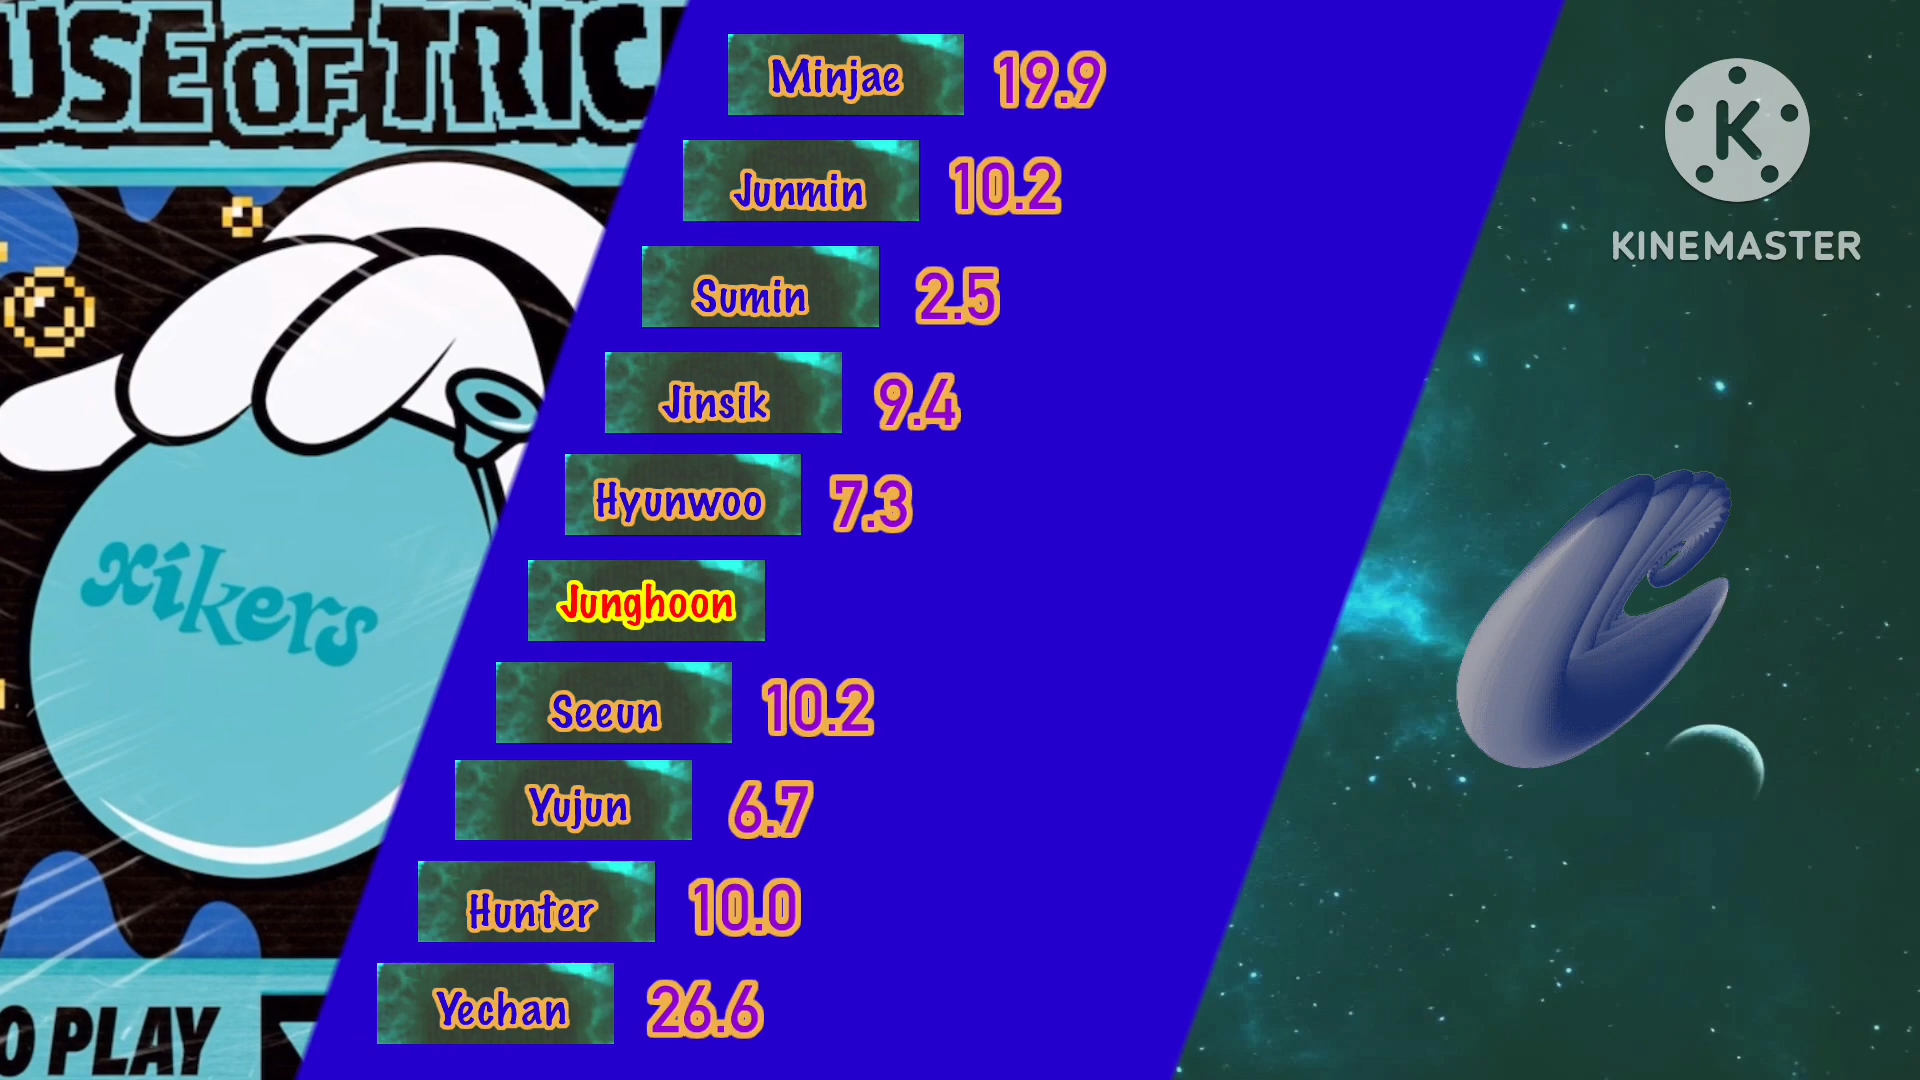 USE OF TRIC
Minjae 19.9
Junmin 10.2
Sumin 2.5
Jinsik 9.4
Hyunwoo 7.3
Junghoon
Seeun 10.2
Yujun 6.7
Hunter 10.0
Yechan 26.6
xikers
O PLAY
K
KINEMASTER